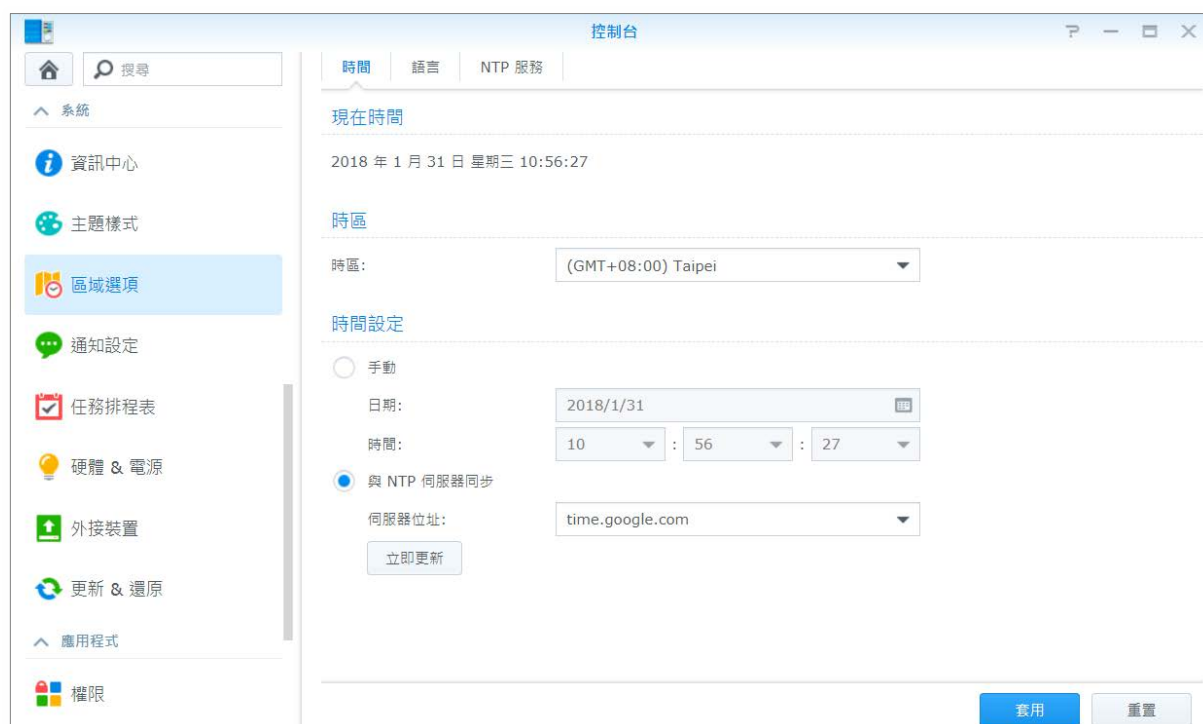 控制台
搜尋
系統
資訊中心
主題樣式
區域選項
通知設定
任務排程表
硬體 & 電源
外接裝置
更新 & 還原
應用程式
權限
時間 語言 NTP 服務
現在時間
2018 年 1 月 31 日 星期三 10:56:27
時區
時區: (GMT+08:00) Taipei
時間設定
手動
日期: 2018/1/31
時間: 10 : 56 : 27
與 NTP 伺服器同步
伺服器位址: time.google.com
立即更新
套用 重置